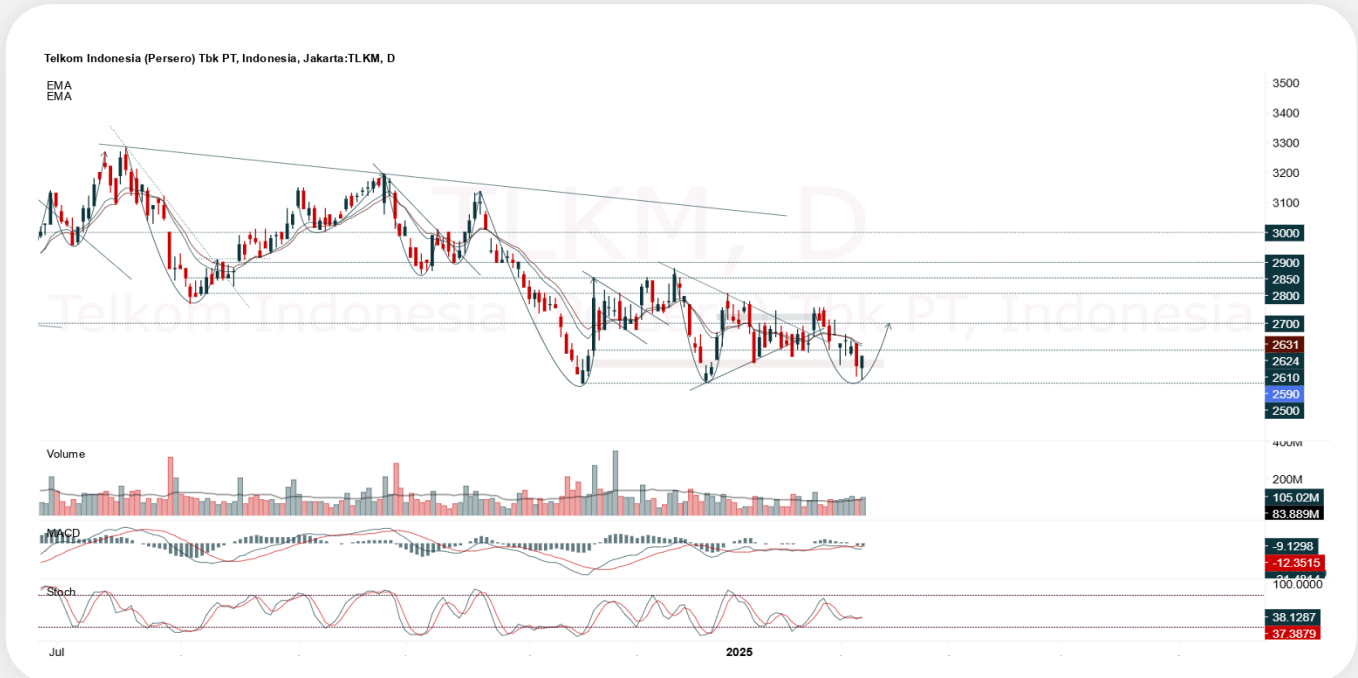 Telkom Indonesia (Persero) Tbk PT, Indonesia, Jakarta:TLKM, D
EMA
EMA
3500
3400
3300
3200
3100
3000
2900
2850
2800
2700
2631
2624
2610
2590
2500
TLKM, D
Telkom Indonesia (Persero) Tbk PT, Indonesia
Volume
400M
200M
105.02M
83.889M
MACD
-9.1298
-12.3515
Stoch
100.0000
38.1287
37.3879
Jul
2025